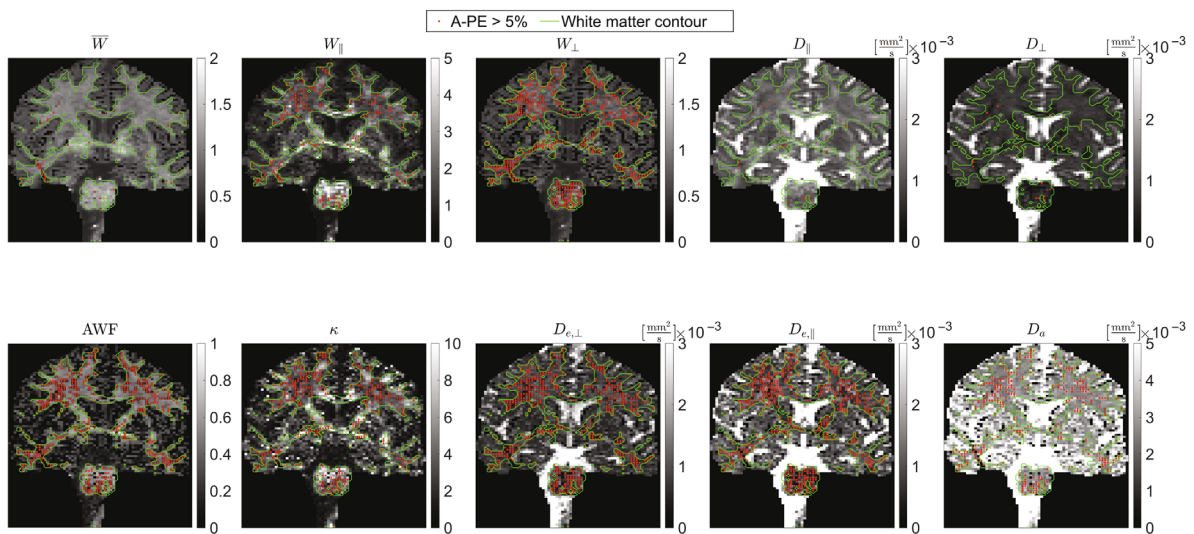 A-PE > 5% White matter contour
W̅ W∥ W⊥ D∥ [mm²/s] ×10⁻³ D⊥ [mm²/s] ×10⁻³
2 5 2 3 3
1.5 4 1.5 2 2
1 3 1 1 1
0.5 2 0.5 0 0
0 1 0
0
AWF κ D_{e,⊥} [mm²/s] ×10⁻³ D_{e,∥} [mm²/s] ×10⁻³ D_a [mm²/s] ×10⁻³
1 10 3 3 5
0.8 8 2 2 4
0.6 6 1 1 3
0.4 4 0 0 2
0.2 2 1
0 0 0